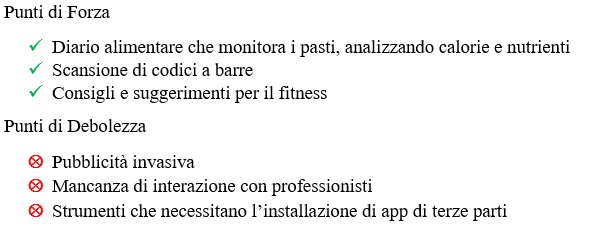 Punti di Forza
Diario alimentare che monitora i pasti, analizzando calorie e nutrienti
Scansione di codici a barre
Consigli e suggerimenti per il fitness
Punti di Debolezza
Pubblicità invasiva
Mancanza di interazione con professionisti
Strumenti che necessitano l’installazione di app di terze parti